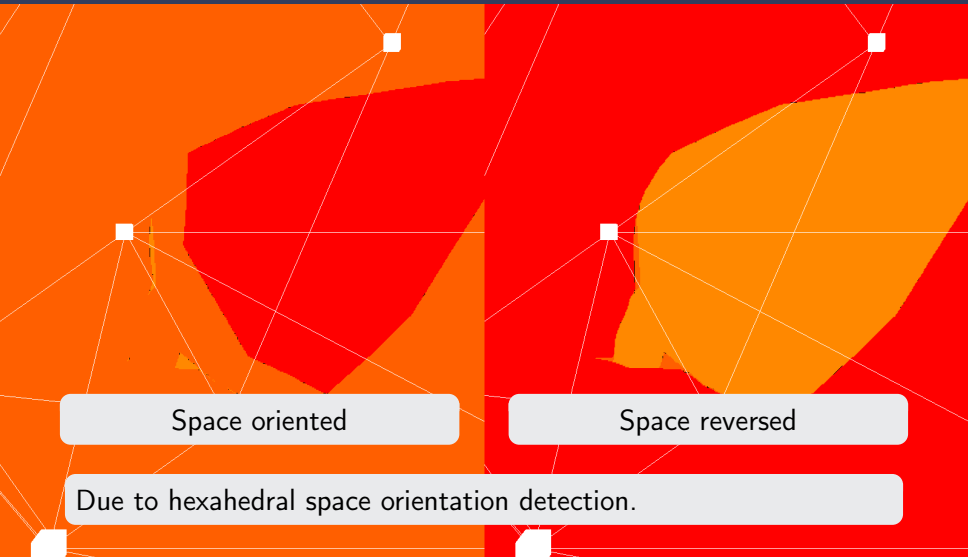 Space oriented
Space reversed
Due to hexahedral space orientation detection.